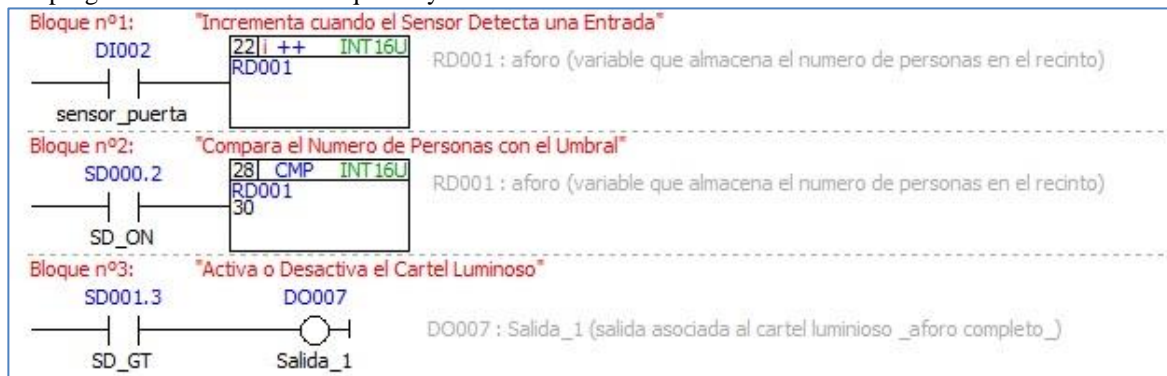 Bloque nº1: "Incrementa cuando el Sensor Detecta una Entrada"
DI002
22 i ++ INT16U
RD001
RD001 : aforo (variable que almacena el numero de personas en el recinto)
sensor_puerta
Bloque nº2: "Compara el Numero de Personas con el Umbral"
SD000.2
28 CMP INT16U
RD001
30
RD001 : aforo (variable que almacena el numero de personas en el recinto)
SD_ON
Bloque nº3: "Activa o Desactiva el Cartel Luminoso"
SD001.3 DO007
DO007 : Salida_1 (salida asociada al cartel luminioso _aforo completo_)
SD_GT Salida_1